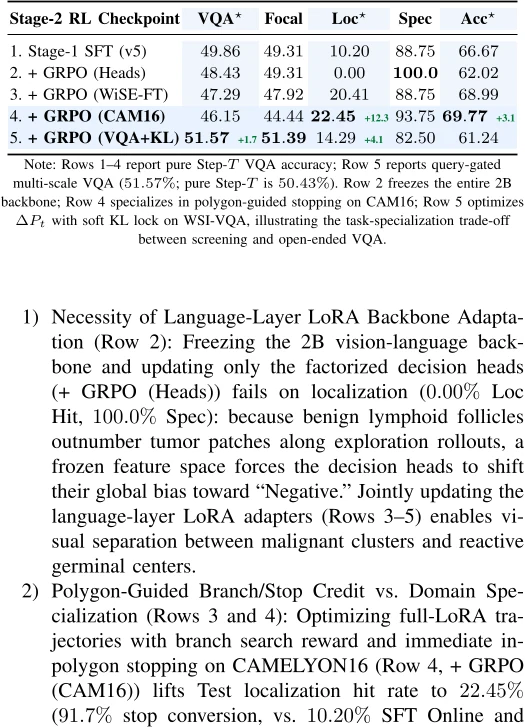 Stage-2 RL Checkpoint VQA⋆ Focal Loc⋆ Spec Acc⋆
1. Stage-1 SFT (v5) 49.86 49.31 10.20 88.75 66.67
2. + GRPO (Heads) 48.43 49.31 0.00 100.0 62.02
3. + GRPO (WiSE-FT) 47.29 47.92 20.41 88.75 68.99
4. + GRPO (CAM16) 46.15 44.44 22.45 +12.3 93.75 69.77 +3.1
5. + GRPO (VQA+KL) 51.57 +1.7 51.39 14.29 +4.1 82.50 61.24
Note: Rows 1–4 report pure Step-T VQA accuracy; Row 5 reports query-gated
multi-scale VQA (51.57%; pure Step-T is 50.43%). Row 2 freezes the entire 2B
backbone; Row 4 specializes in polygon-guided stopping on CAM16; Row 5 optimizes
ΔPt with soft KL lock on WSI-VQA, illustrating the task-specialization trade-off
between screening and open-ended VQA.
1) Necessity of Language-Layer LoRA Backbone Adapta-
tion (Row 2): Freezing the 2B vision-language back-
bone and updating only the factorized decision heads
(+ GRPO (Heads)) fails on localization (0.00% Loc
Hit, 100.0% Spec): because benign lymphoid follicles
outnumber tumor patches along exploration rollouts, a
frozen feature space forces the decision heads to shift
their global bias toward “Negative.” Jointly updating the
language-layer LoRA adapters (Rows 3–5) enables vi-
sual separation between malignant clusters and reactive
germinal centers.
2) Polygon-Guided Branch/Stop Credit vs. Domain Spe-
cialization (Rows 3 and 4): Optimizing full-LoRA tra-
jectories with branch search reward and immediate in-
polygon stopping on CAMELYON16 (Row 4, + GRPO
(CAM16)) lifts Test localization hit rate to 22.45%
(91.7% stop conversion, vs. 10.20% SFT Online and